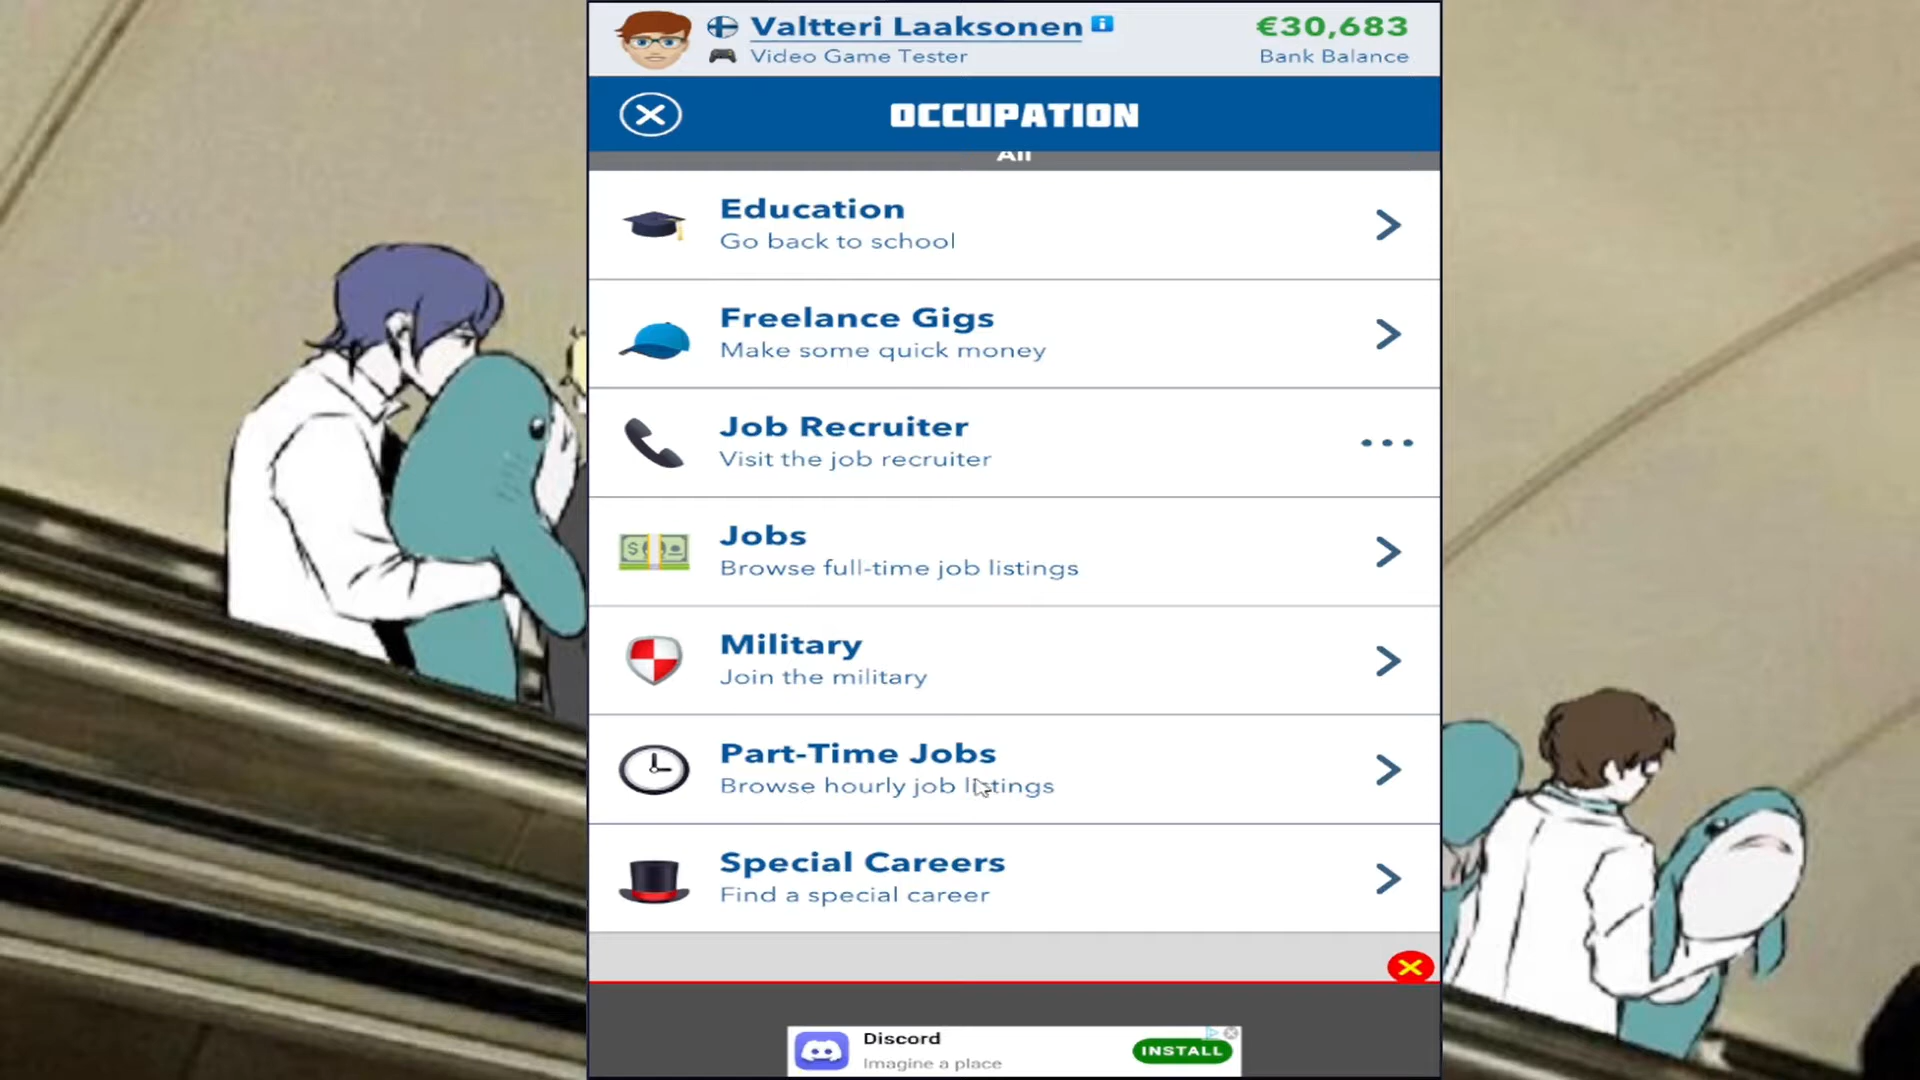 Valtteri Laaksonen
€30,683
Video Game Tester
Bank Balance
OCCUPATION
All
Education
Go back to school
Freelance Gigs
Make some quick money
Job Recruiter
Visit the job recruiter
Jobs
Browse full-time job listings
Military
Join the military
Part-Time Jobs
Browse hourly job listings
Special Careers
Find a special career
Discord
Imagine a place
INSTALL